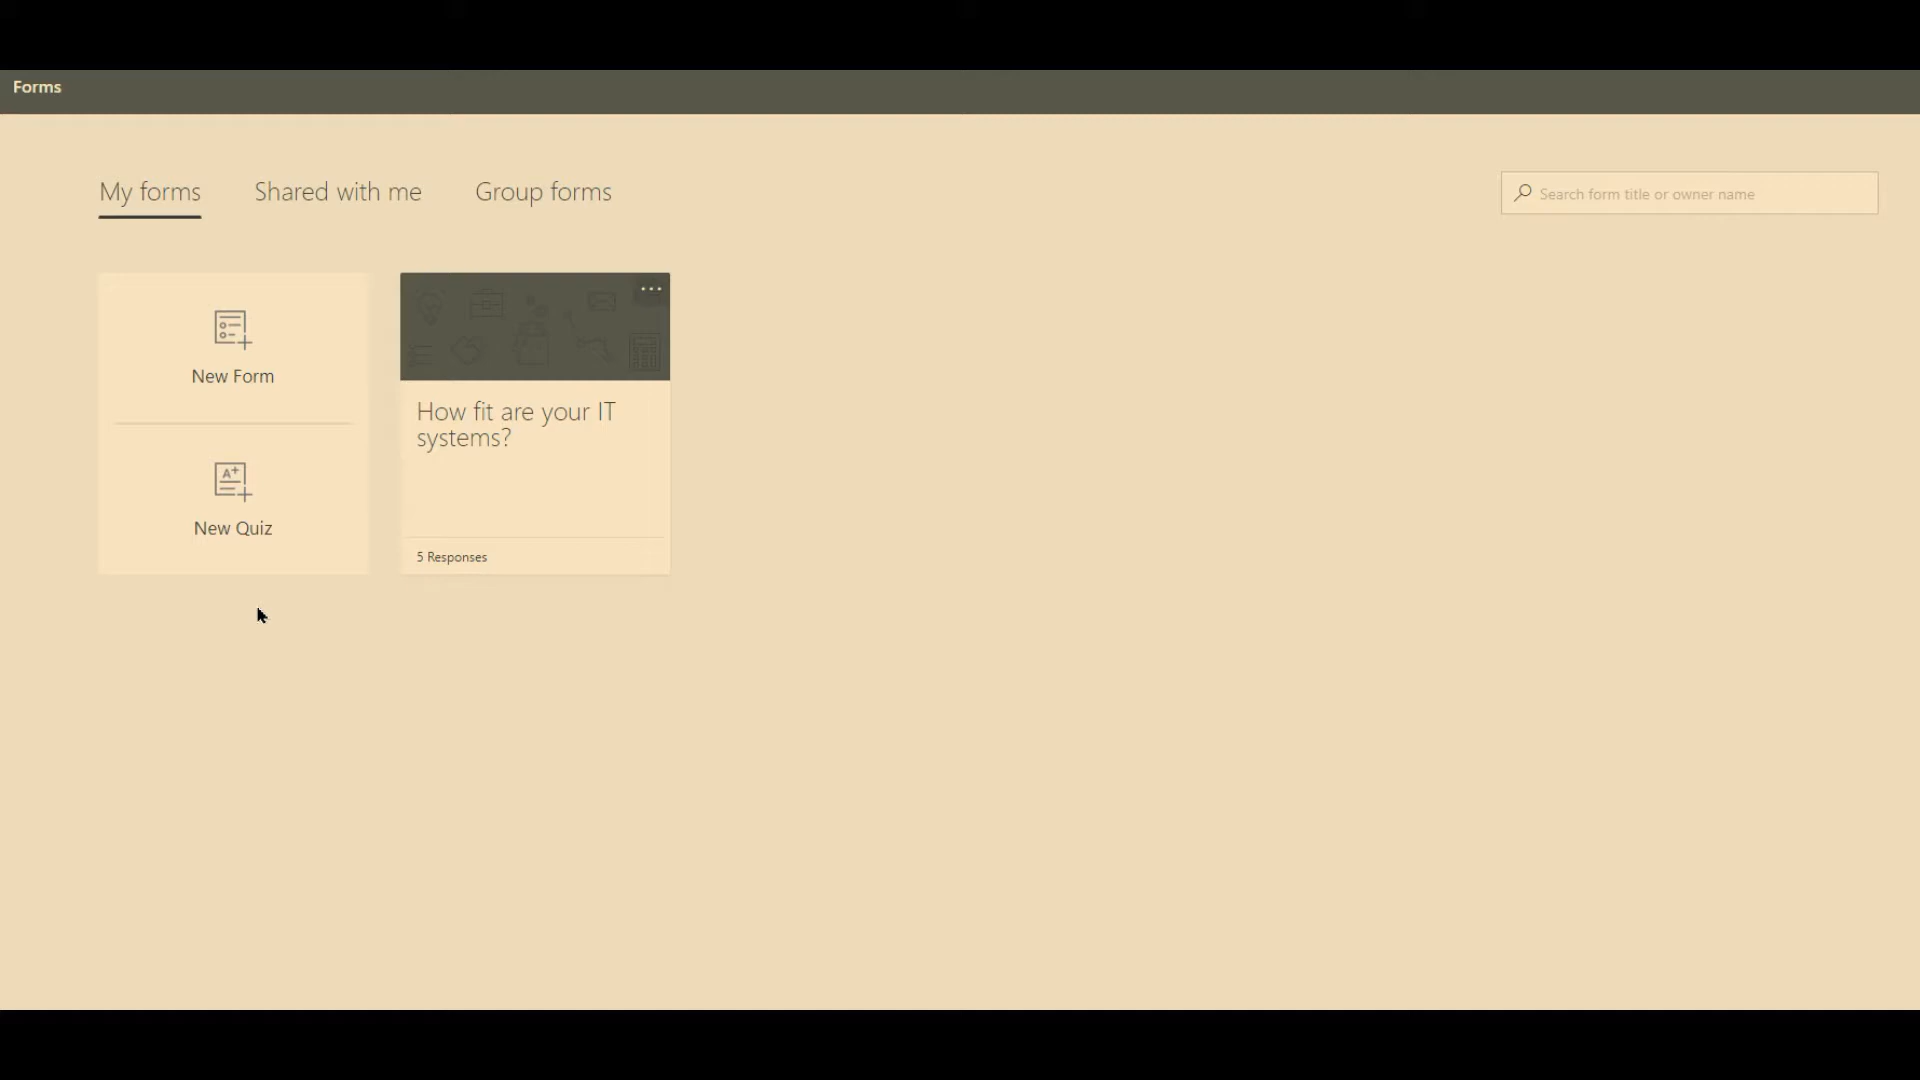 Forms
My forms
Shared with me
Group forms
Search form title or owner name
New Form
New Quiz
How fit are your IT
systems?
5 Responses